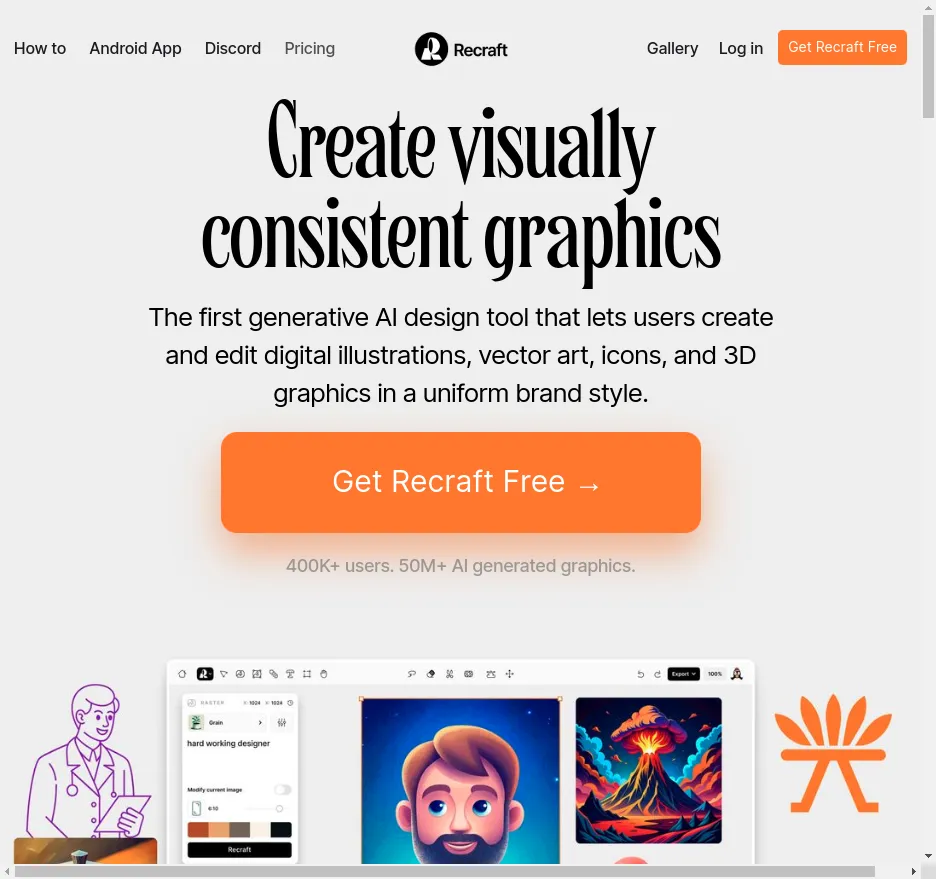 How to Android App Discord Pricing Recraft Gallery Log in Get Recraft Free
Create visually
consistent graphics
The first generative AI design tool that lets users create
and edit digital illustrations, vector art, icons, and 3D
graphics in a uniform brand style.
Get Recraft Free →
400K+ users. 50M+ AI generated graphics.
Export 100%
RASTER W: 1024 H: 1024
Grain
hard working designer
Modify current image
4:10
Recraft